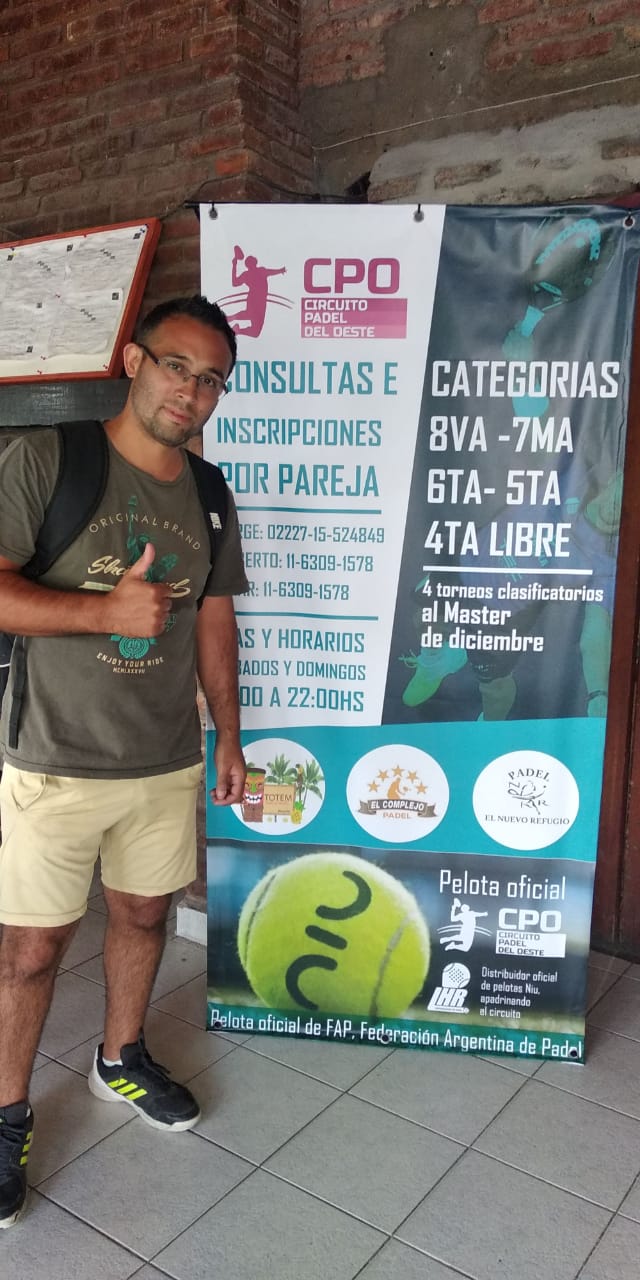 CPO
CIRCUITO
PADEL
DEL OESTE
ONSULTAS E
INSCRIPCIONES
POR PAREJA
RGE: 02227-15-524849
ERTO: 11-6309-1578
R: 11-6309-1578
AS Y HORARIOS
BADOS Y DOMINGOS
00 A 22:00HS
CATEGORIAS
8VA -7MA
6TA- 5TA
4TA LIBRE
4 torneos clasificatorios
al Master
de diciembre
ORIGINAL BRAND
ENJOY YOUR RIDE
MCMLXXXVII
NIKE
TOTEM
EL COMPLEJO
PADEL
PADEL
EL NUEVO REFUGIO
Pelota oficial
CPO
CIRCUITO
PADEL
DEL OESTE
LHR
Distribuidor oficial
de pelotas Niu.
apadrinando
el circuito
Pelota oficial de FAP, Federación Argentina de Padel